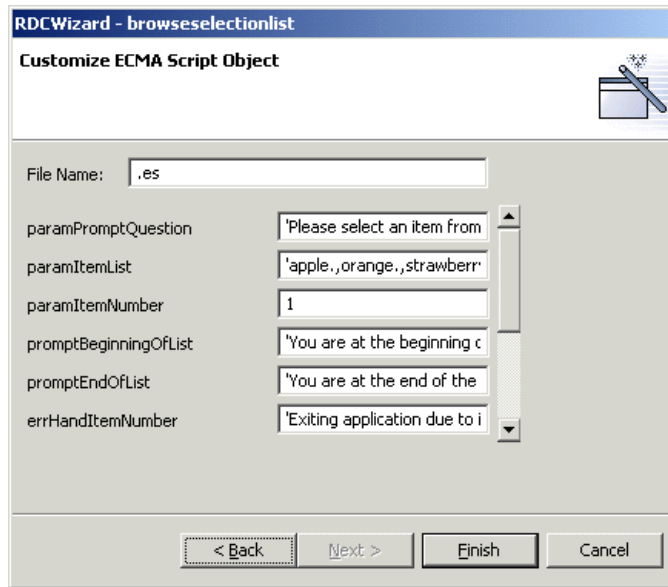 RDCWizard - browseselectionlist
Customize ECMA Script Object
File Name: .es
paramPromptQuestion 'Please select an item from
paramItemList 'apple.,orange.,strawberr
paramItemNumber 1
promptBeginningOfList 'You are at the beginning
promptEndOfList 'You are at the end of the
errHandItemNumber 'Exiting application due to i
< Back Next > Finish Cancel